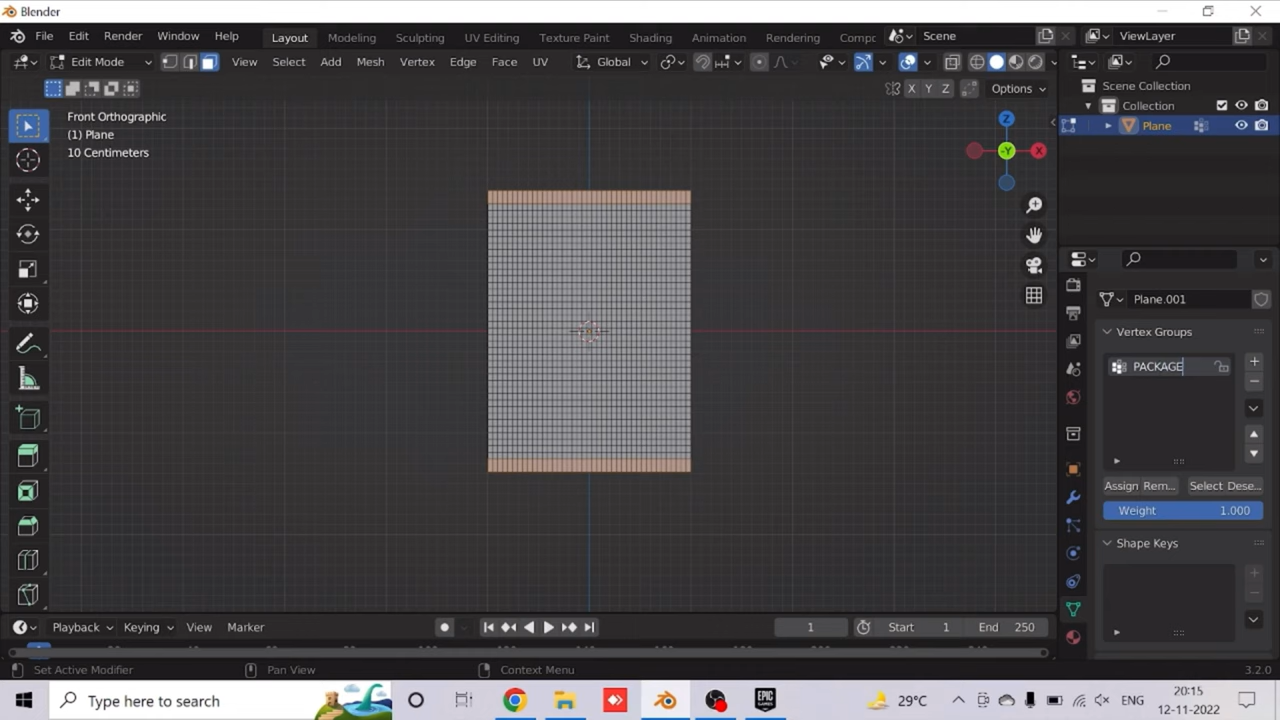 Blender
File Edit Render Window Help Layout Modeling Sculpting UV Editing Texture Paint Shading Animation Rendering Compc Scene ViewLayer
Edit Mode View Select Add Mesh Vertex Edge Face UV Global
X Y Z Options
Scene Collection
Collection
Front Orthographic
(1) Plane
10 Centimeters
Plane
Z
-Y X
Plane.001
Vertex Groups
PACKAGE
Assign Rem... Select Dese...
Weight 1.000
Shape Keys
Playback Keying View Marker 1 Start 1 End 250
Set Active Modifier Pan View Context Menu 3.2.0
Type here to search 29°C ENG 20:15
12-11-2022
EPIC GAMES